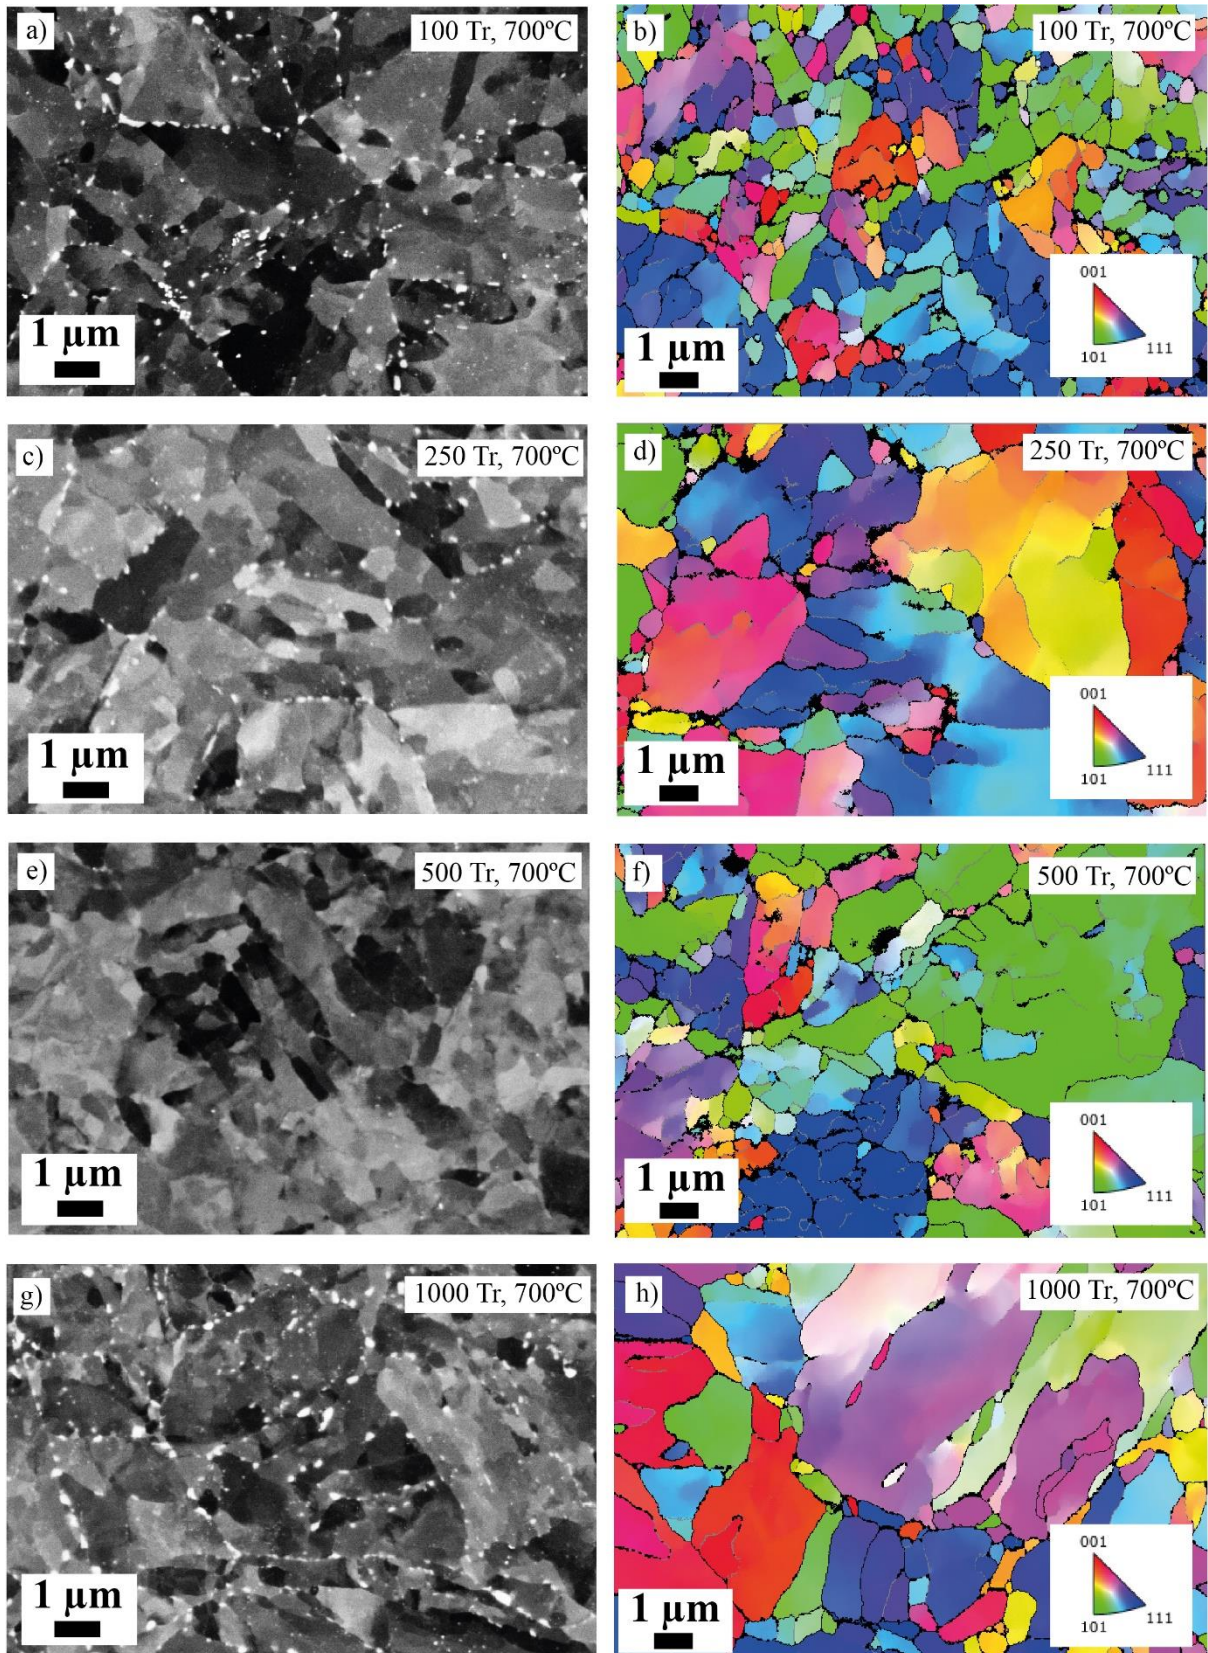 a)
100 Tr, 700ºC
1 µm
b)
100 Tr, 700ºC
001
101
111
1 µm
c)
250 Tr, 700ºC
1 µm
d)
250 Tr, 700ºC
001
101
111
1 µm
e)
500 Tr, 700ºC
1 µm
f)
500 Tr, 700ºC
001
101
111
1 µm
g)
1000 Tr, 700ºC
1 µm
h)
1000 Tr, 700ºC
001
101
111
1 µm